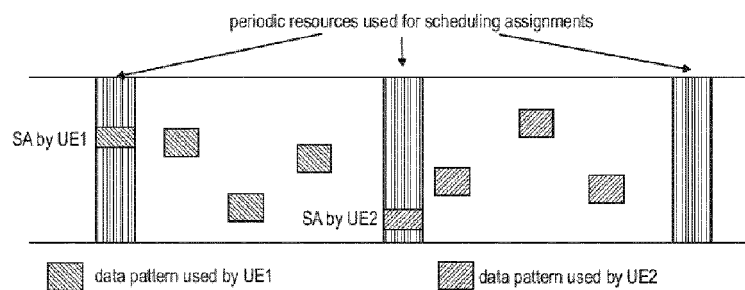 periodic resources used for scheduling assignments
SA by UE1
SA by UE2
data pattern used by UE1
data pattern used by UE2